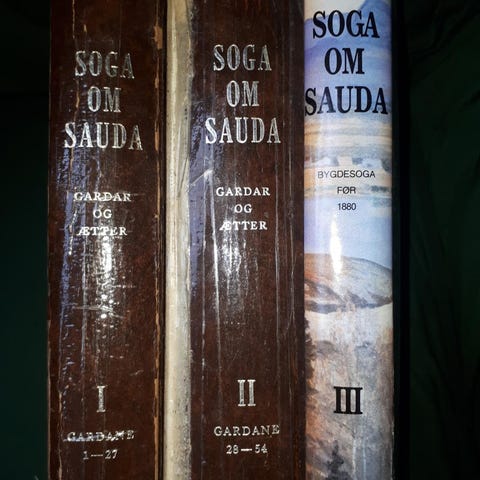 SOGA
OM
SAUDA
GARDAR
OG
ÆTTER
I
GARDANE
1—27
SOGA
OM
SAUDA
GARDAR
OG
ÆTTER
II
GARDANE
28—54
SOGA
OM
SAUDA
BYGDESOGA
FØR
1880
III